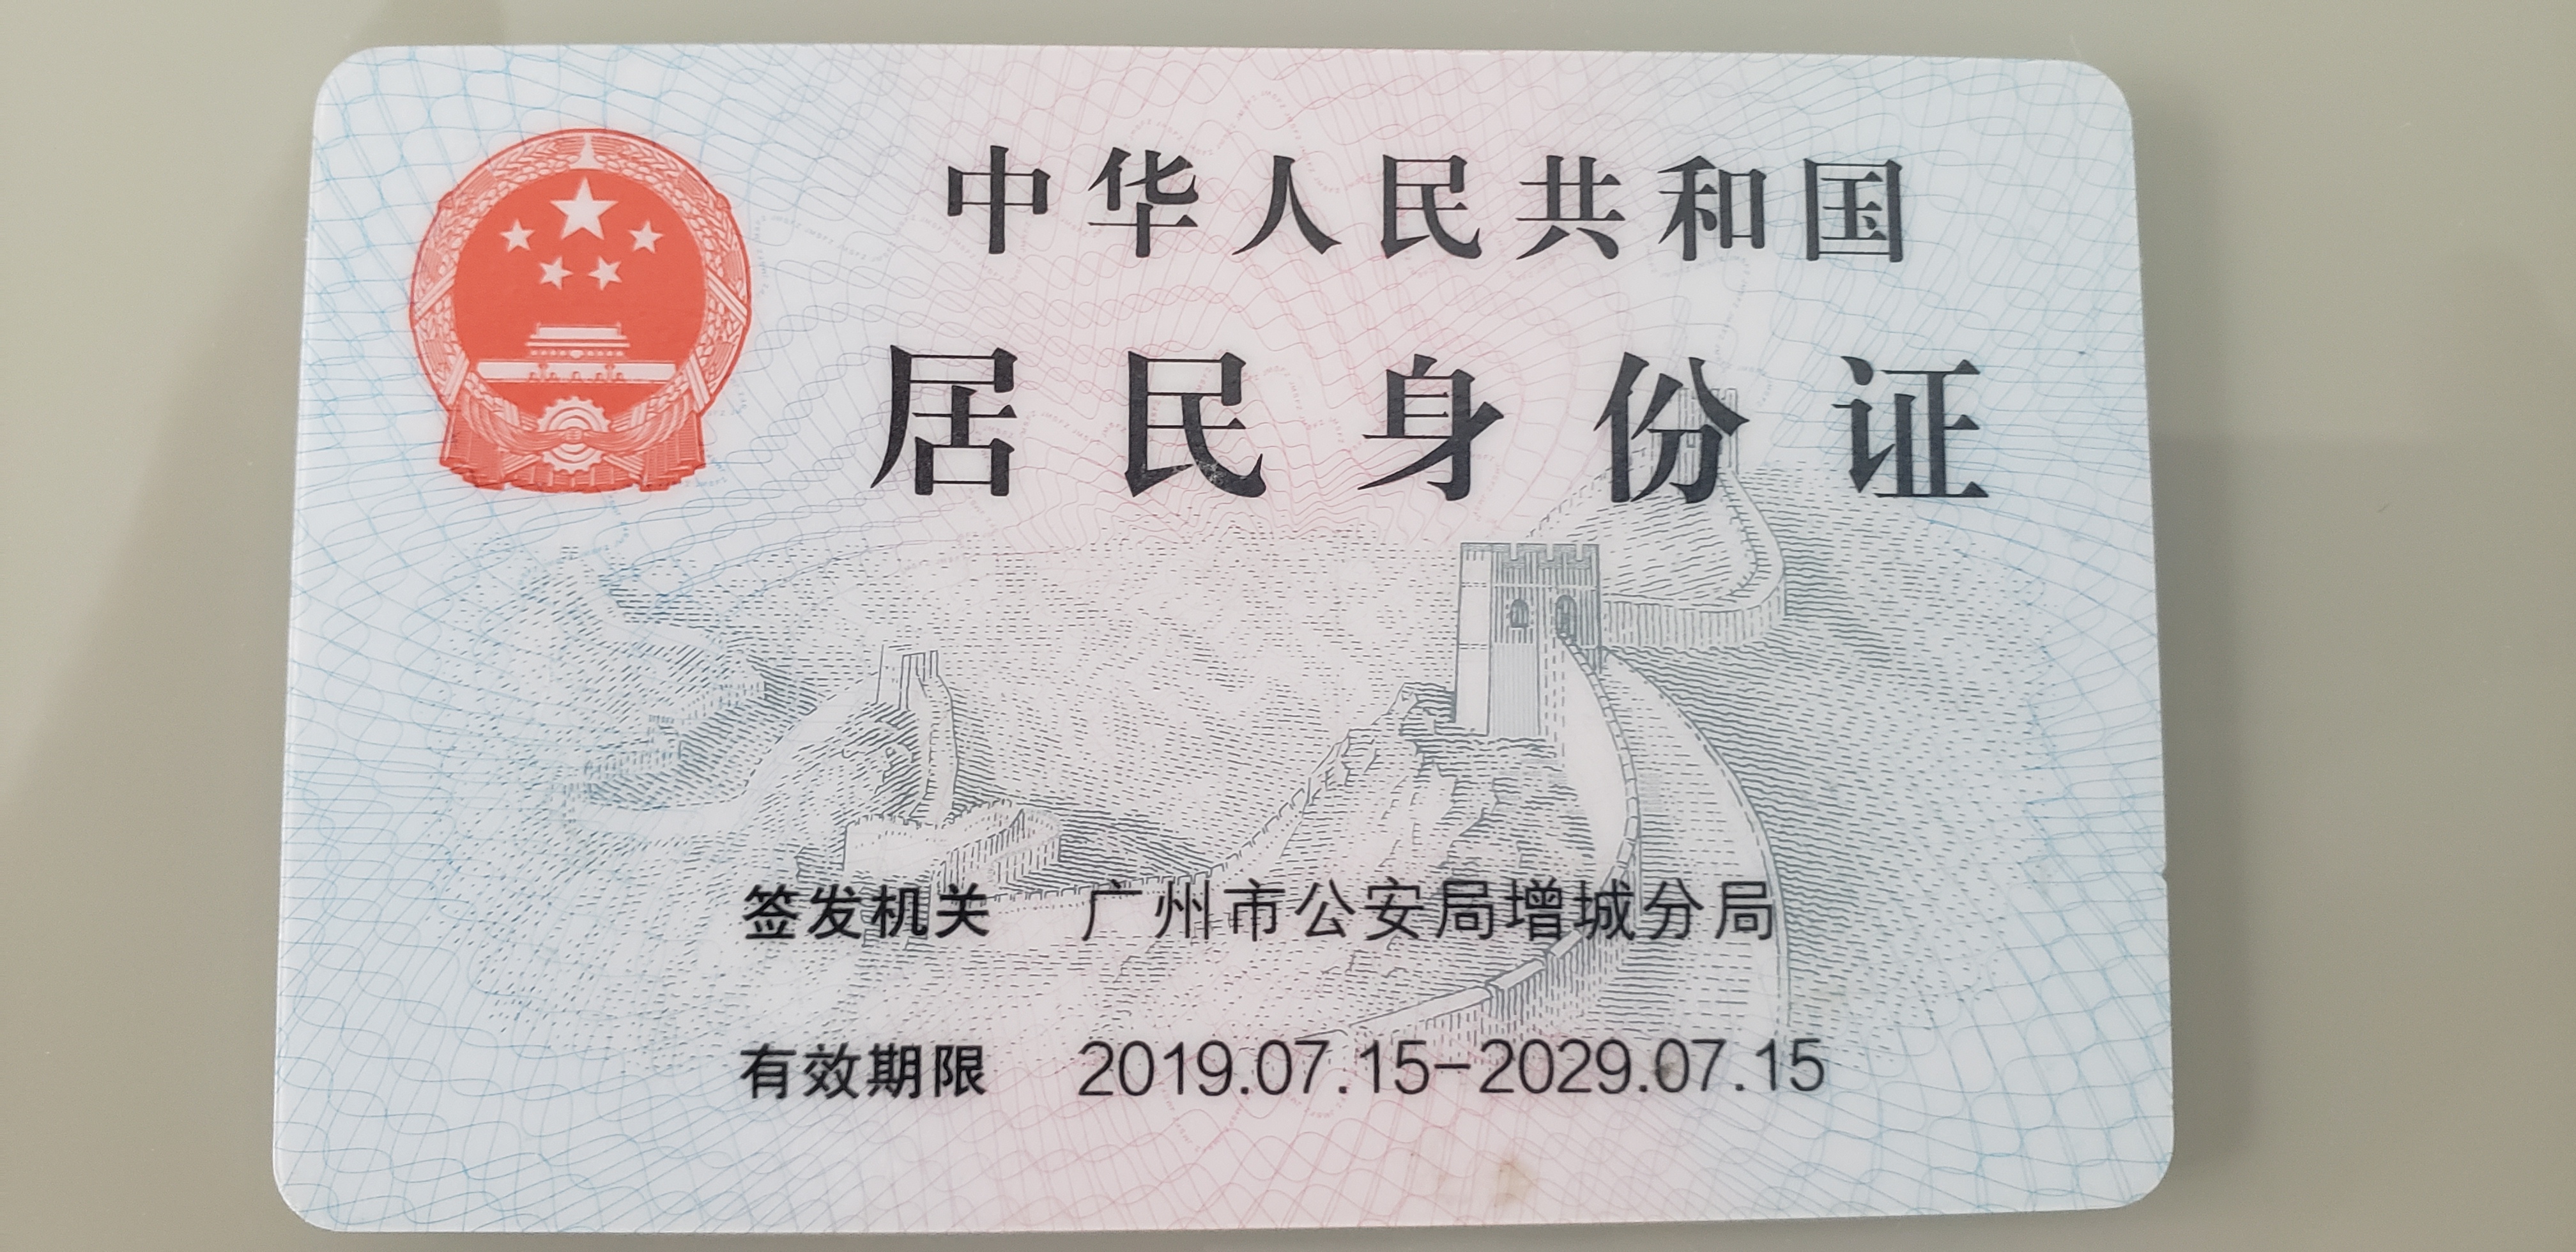 中华人民共和国
居民身份证
签发机关 广州市公安局增城分局
有效期限 2019.07.15-2029.07.15